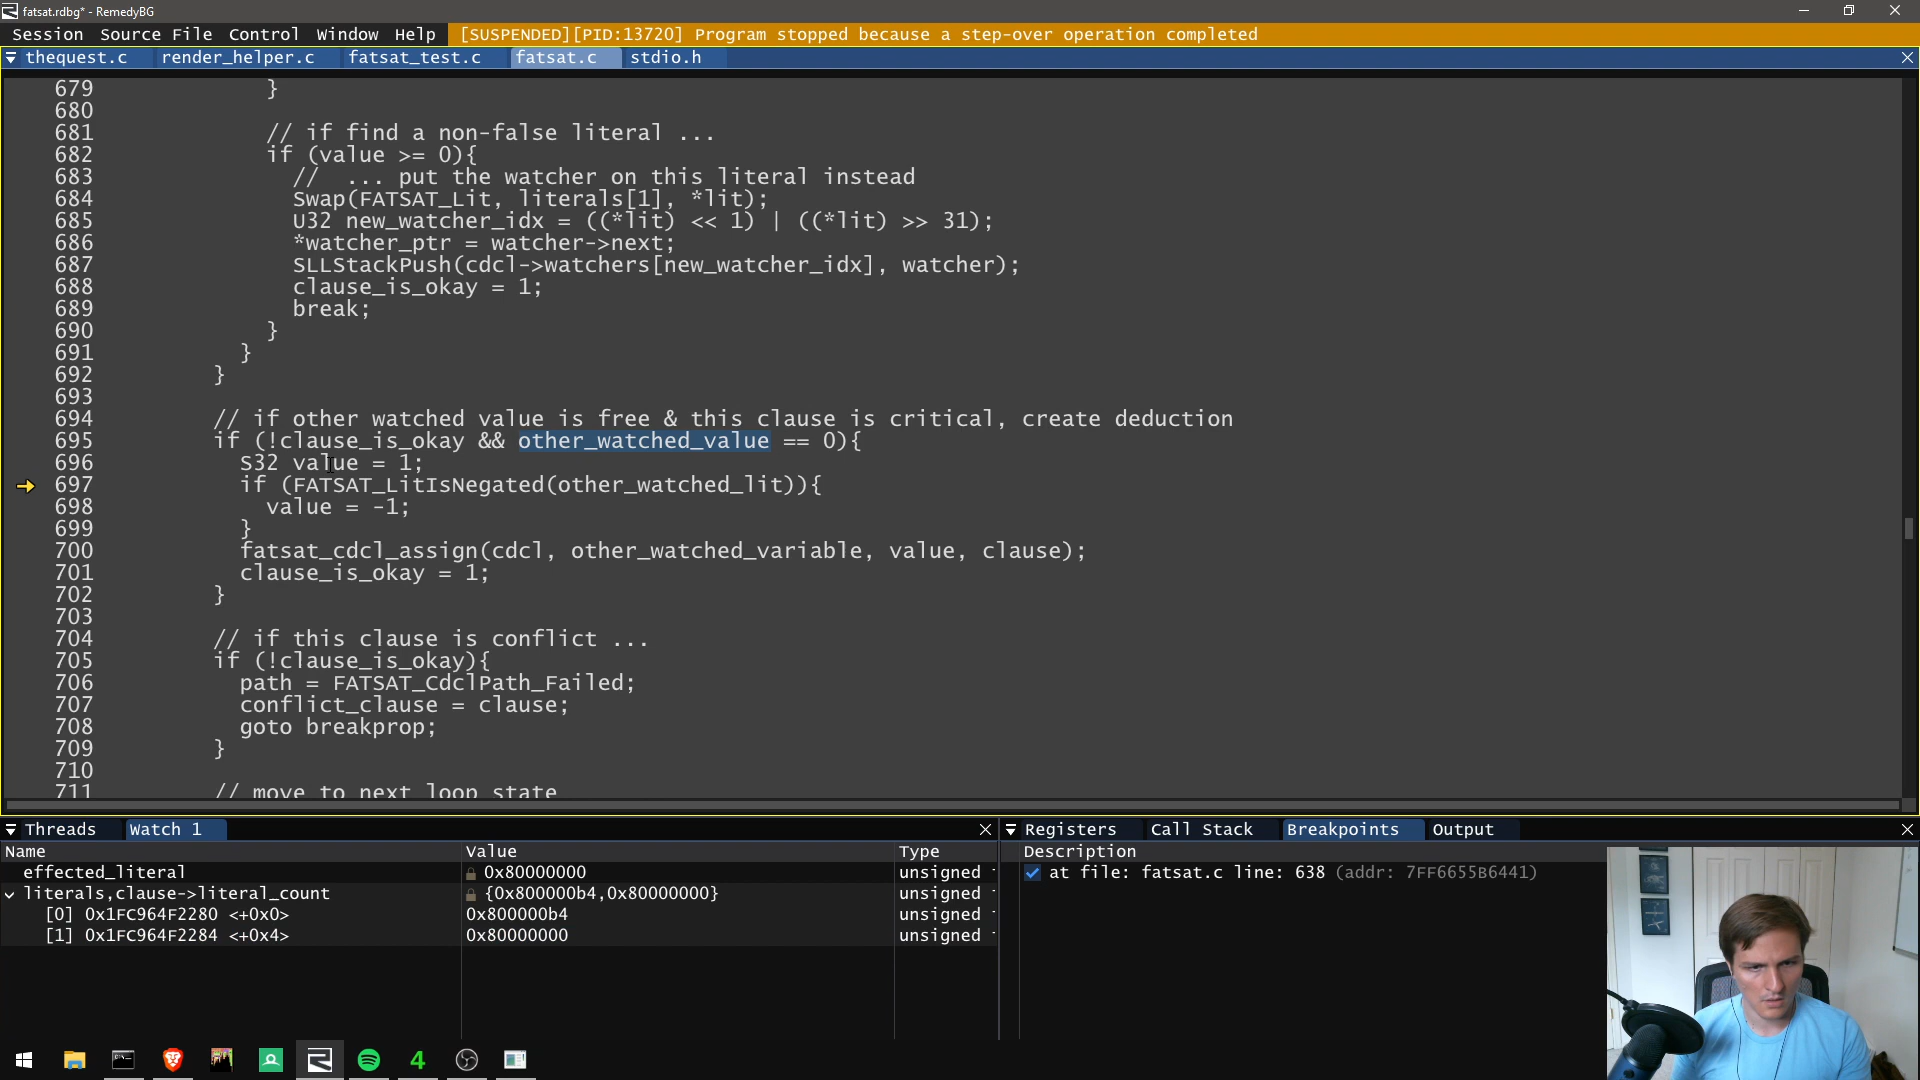 fatsat.rdbg* - RemedyBG
Session Source File Control Window Help [SUSPENDED][PID:13720] Program stopped because a step-over operation completed
thequest.c render_helper.c fatsat_test.c fatsat.c stdio.h
679 }
680
681 // if find a non-false literal ...
682 if (value >= 0){
683 // ... put the watcher on this literal instead
684 Swap(FATSAT_Lit, literals[1], *lit);
685 U32 new_watcher_idx = ((*lit) << 1) | ((*lit) >> 31);
686 *watcher_ptr = watcher->next;
687 SLLStackPush(cdcl->watchers[new_watcher_idx], watcher);
688 clause_is_okay = 1;
689 break;
690 }
691 }
692 }
693
694 // if other watched value is free & this clause is critical, create deduction
695 if (!clause_is_okay && other_watched_value == 0){
696 S32 value = 1;
697 if (FATSAT_LitIsNegated(other_watched_lit)){
698 value = -1;
699 }
700 fatsat_cdcl_assign(cdcl, other_watched_variable, value, clause);
701 clause_is_okay = 1;
702 }
703
704 // if this clause is conflict ...
705 if (!clause_is_okay){
706 path = FATSAT_CdclPath_Failed;
707 conflict_clause = clause;
708 goto breakprop;
709 }
710
711 // move to next loop state
Threads Watch 1
Name Value Type
effected_literal 0x80000000 unsigned
literals,clause->literal_count {0x800000b4,0x80000000} unsigned
[0] 0x1FC964F2280 <+0x0> 0x800000b4 unsigned
[1] 0x1FC964F2284 <+0x4> 0x80000000 unsigned
Registers Call Stack Breakpoints Output
Description
at file: fatsat.c line: 638 (addr: 7FF6655B6441)
4